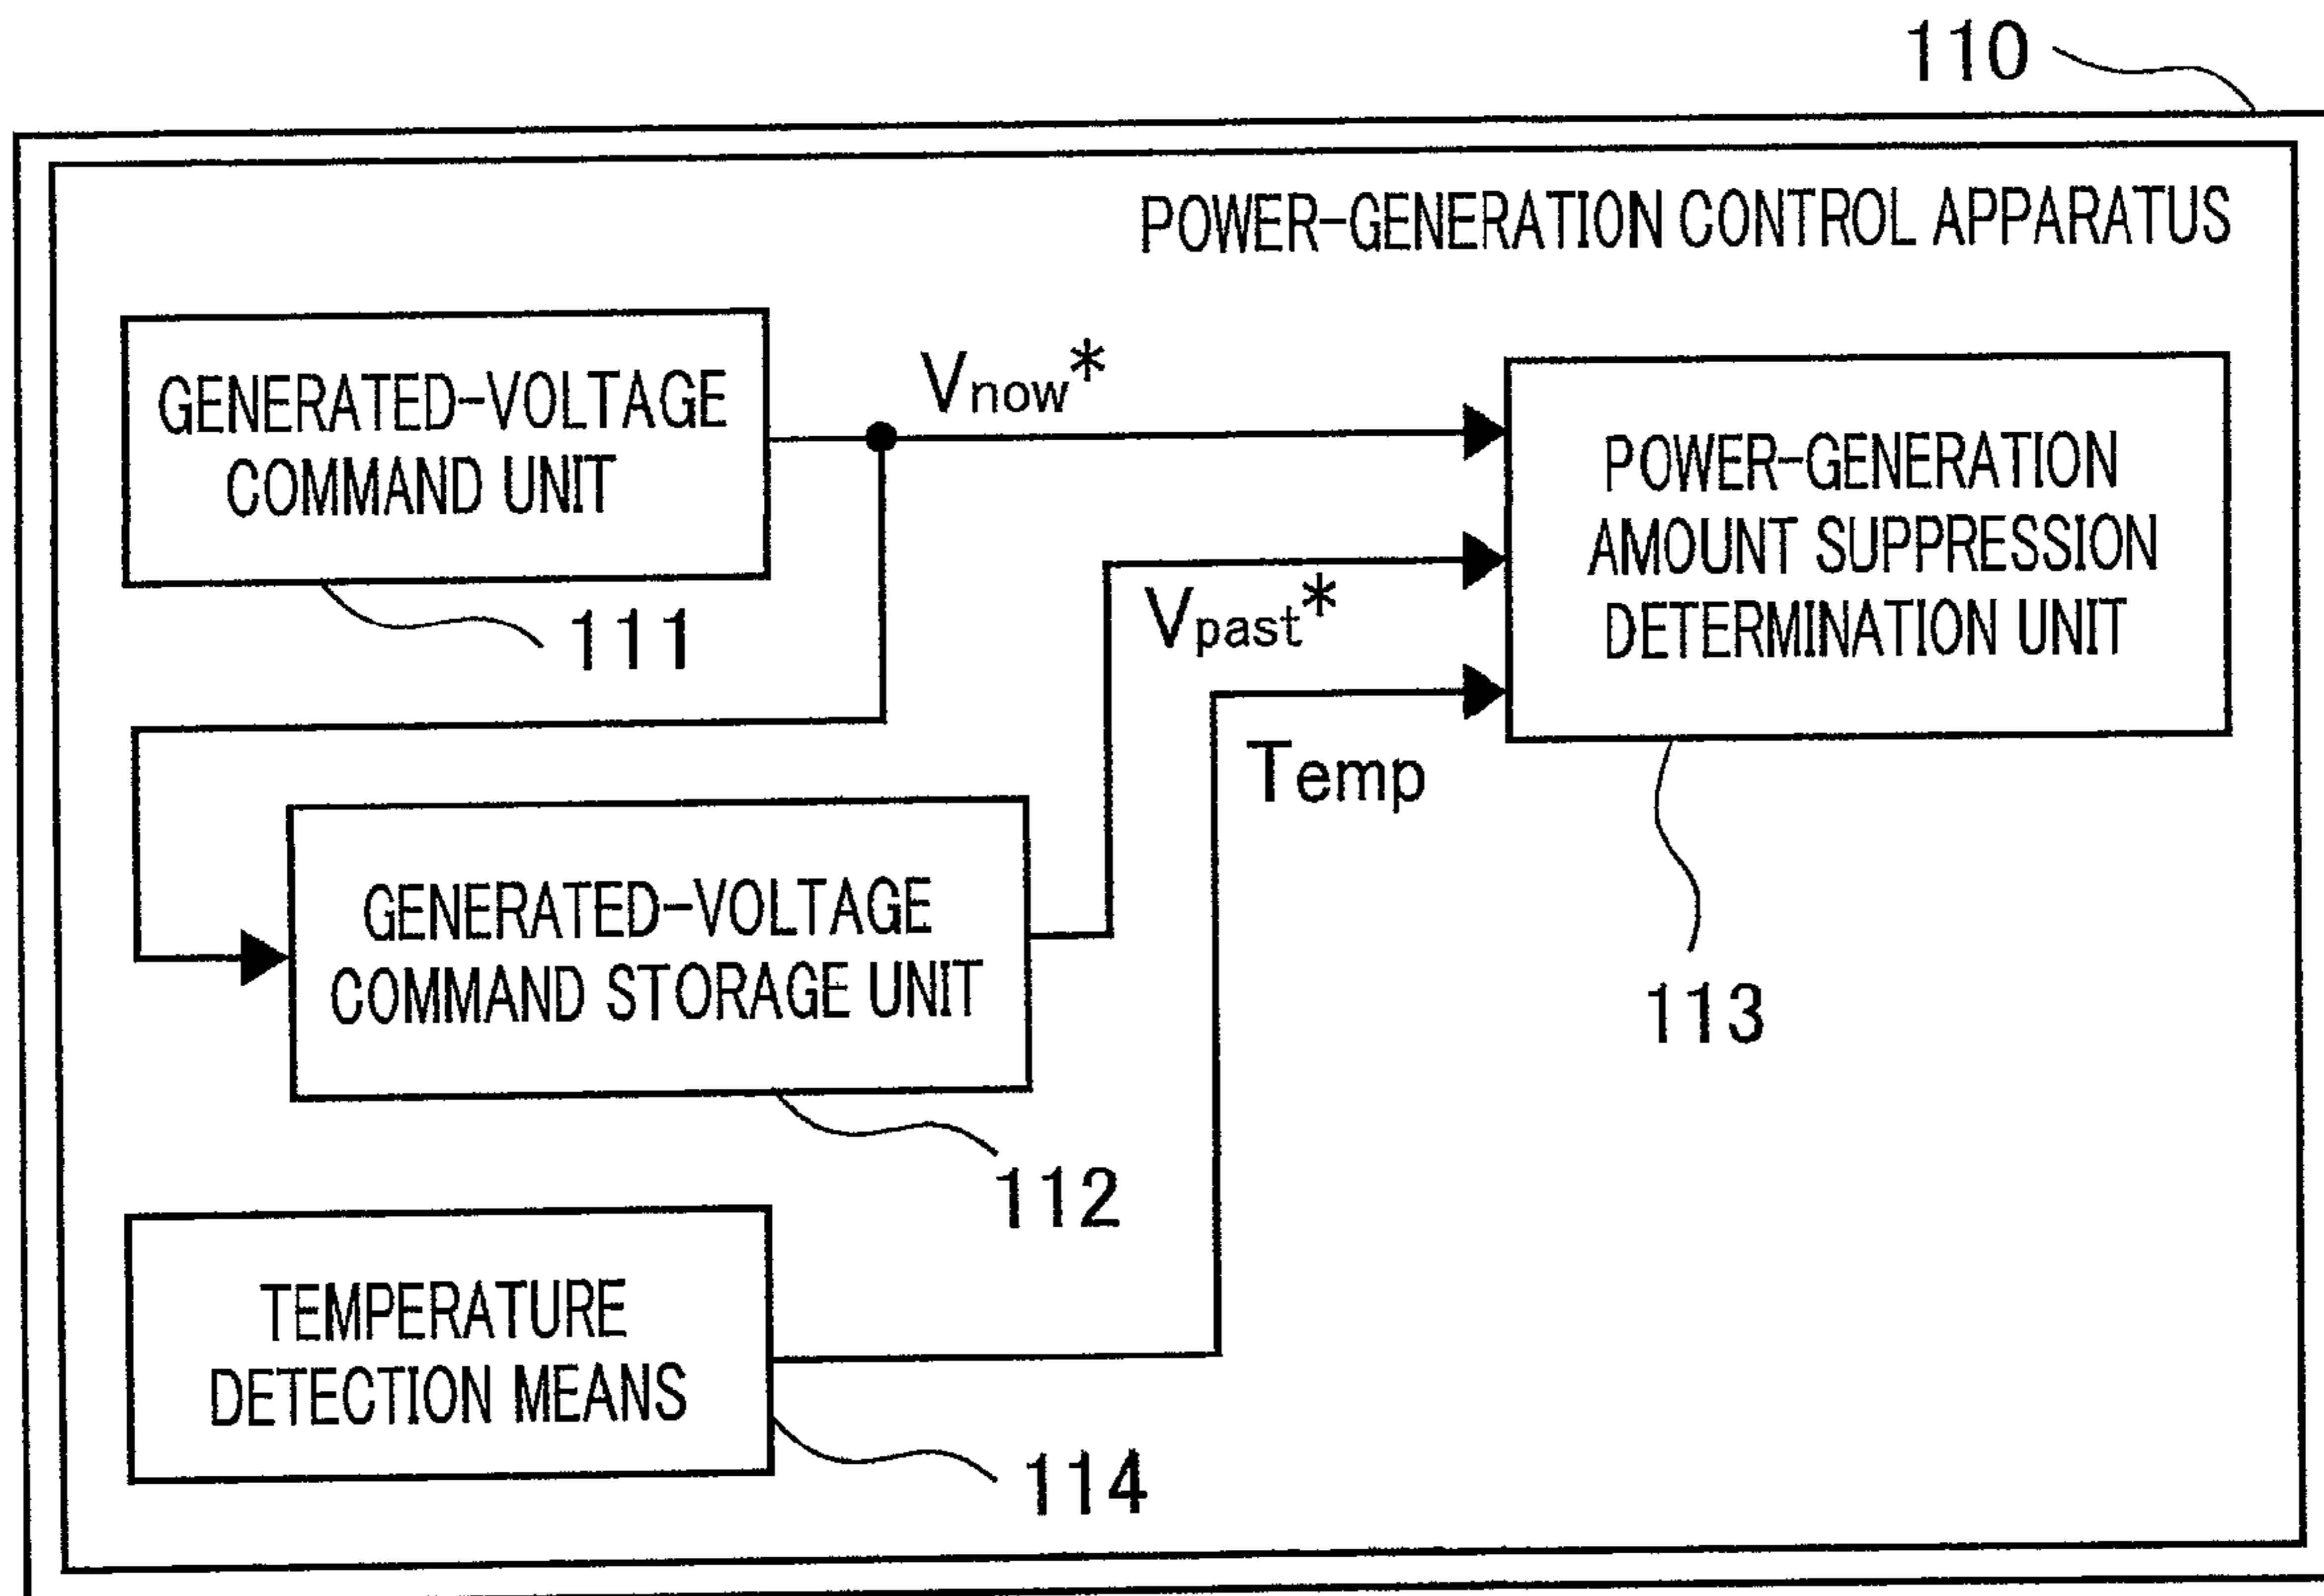 110
POWER-GENERATION CONTROL APPARATUS
GENERATED-VOLTAGE
COMMAND UNIT
111
Vnow*
POWER-GENERATION
AMOUNT SUPPRESSION
DETERMINATION UNIT
113
Vpast*
Temp
GENERATED-VOLTAGE
COMMAND STORAGE UNIT
112
TEMPERATURE
DETECTION MEANS
114